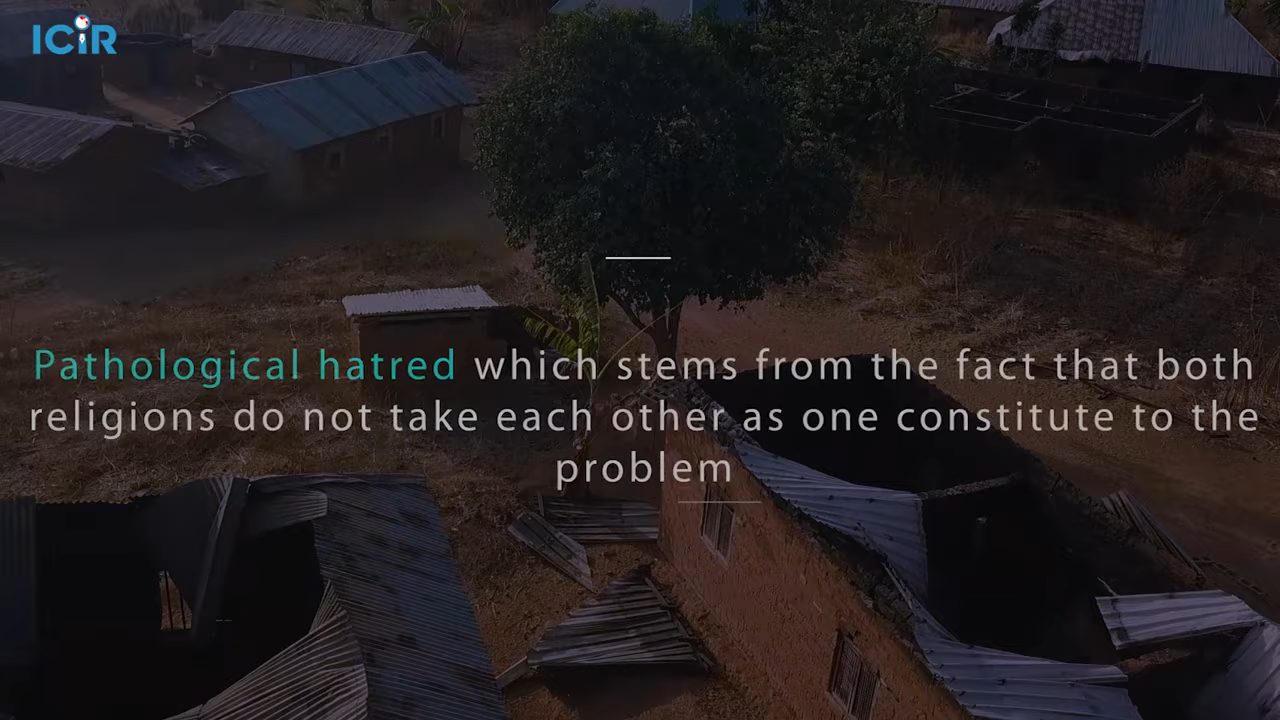 ICiR
Pathological hatred which stems from the fact that both
religions do not take each other as one constitute to the
problem